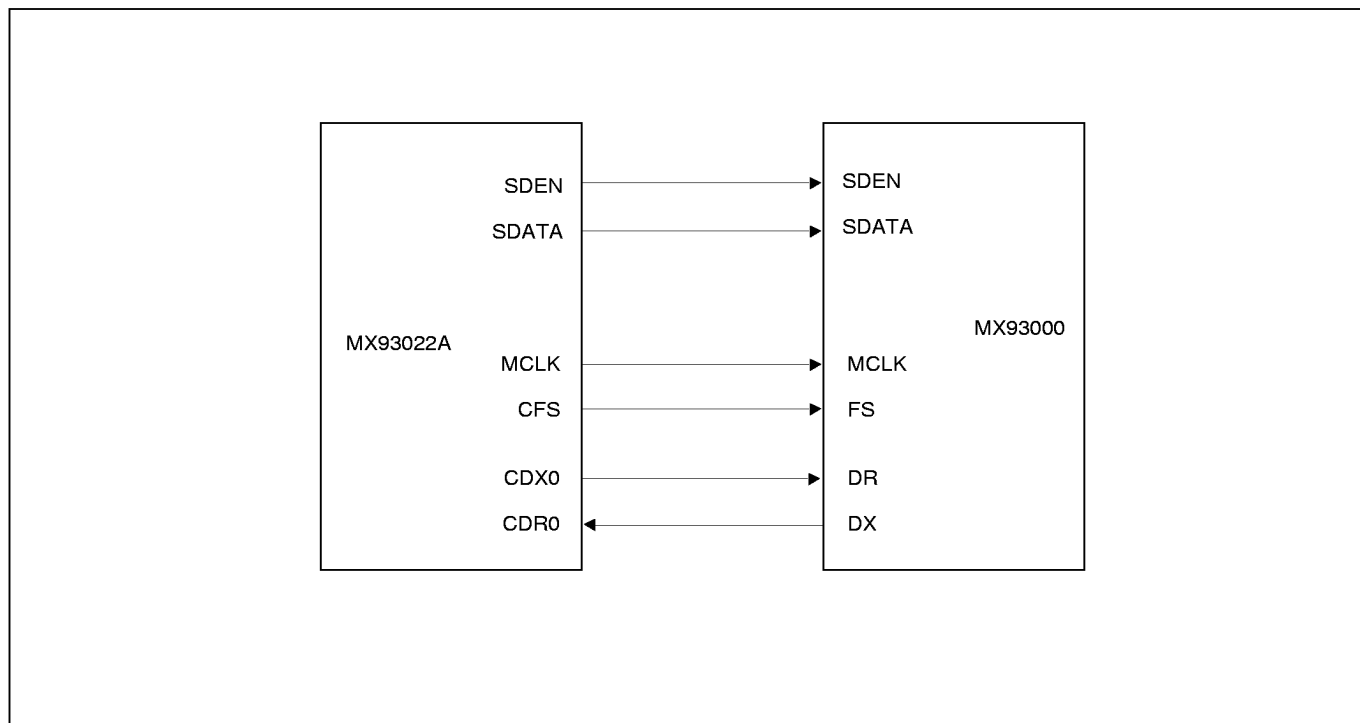 SDEN
SDEN
SDATA
SDATA
MX93022A
MX93000
MCLK
MCLK
CFS
FS
CDX0
DR
CDR0
DX